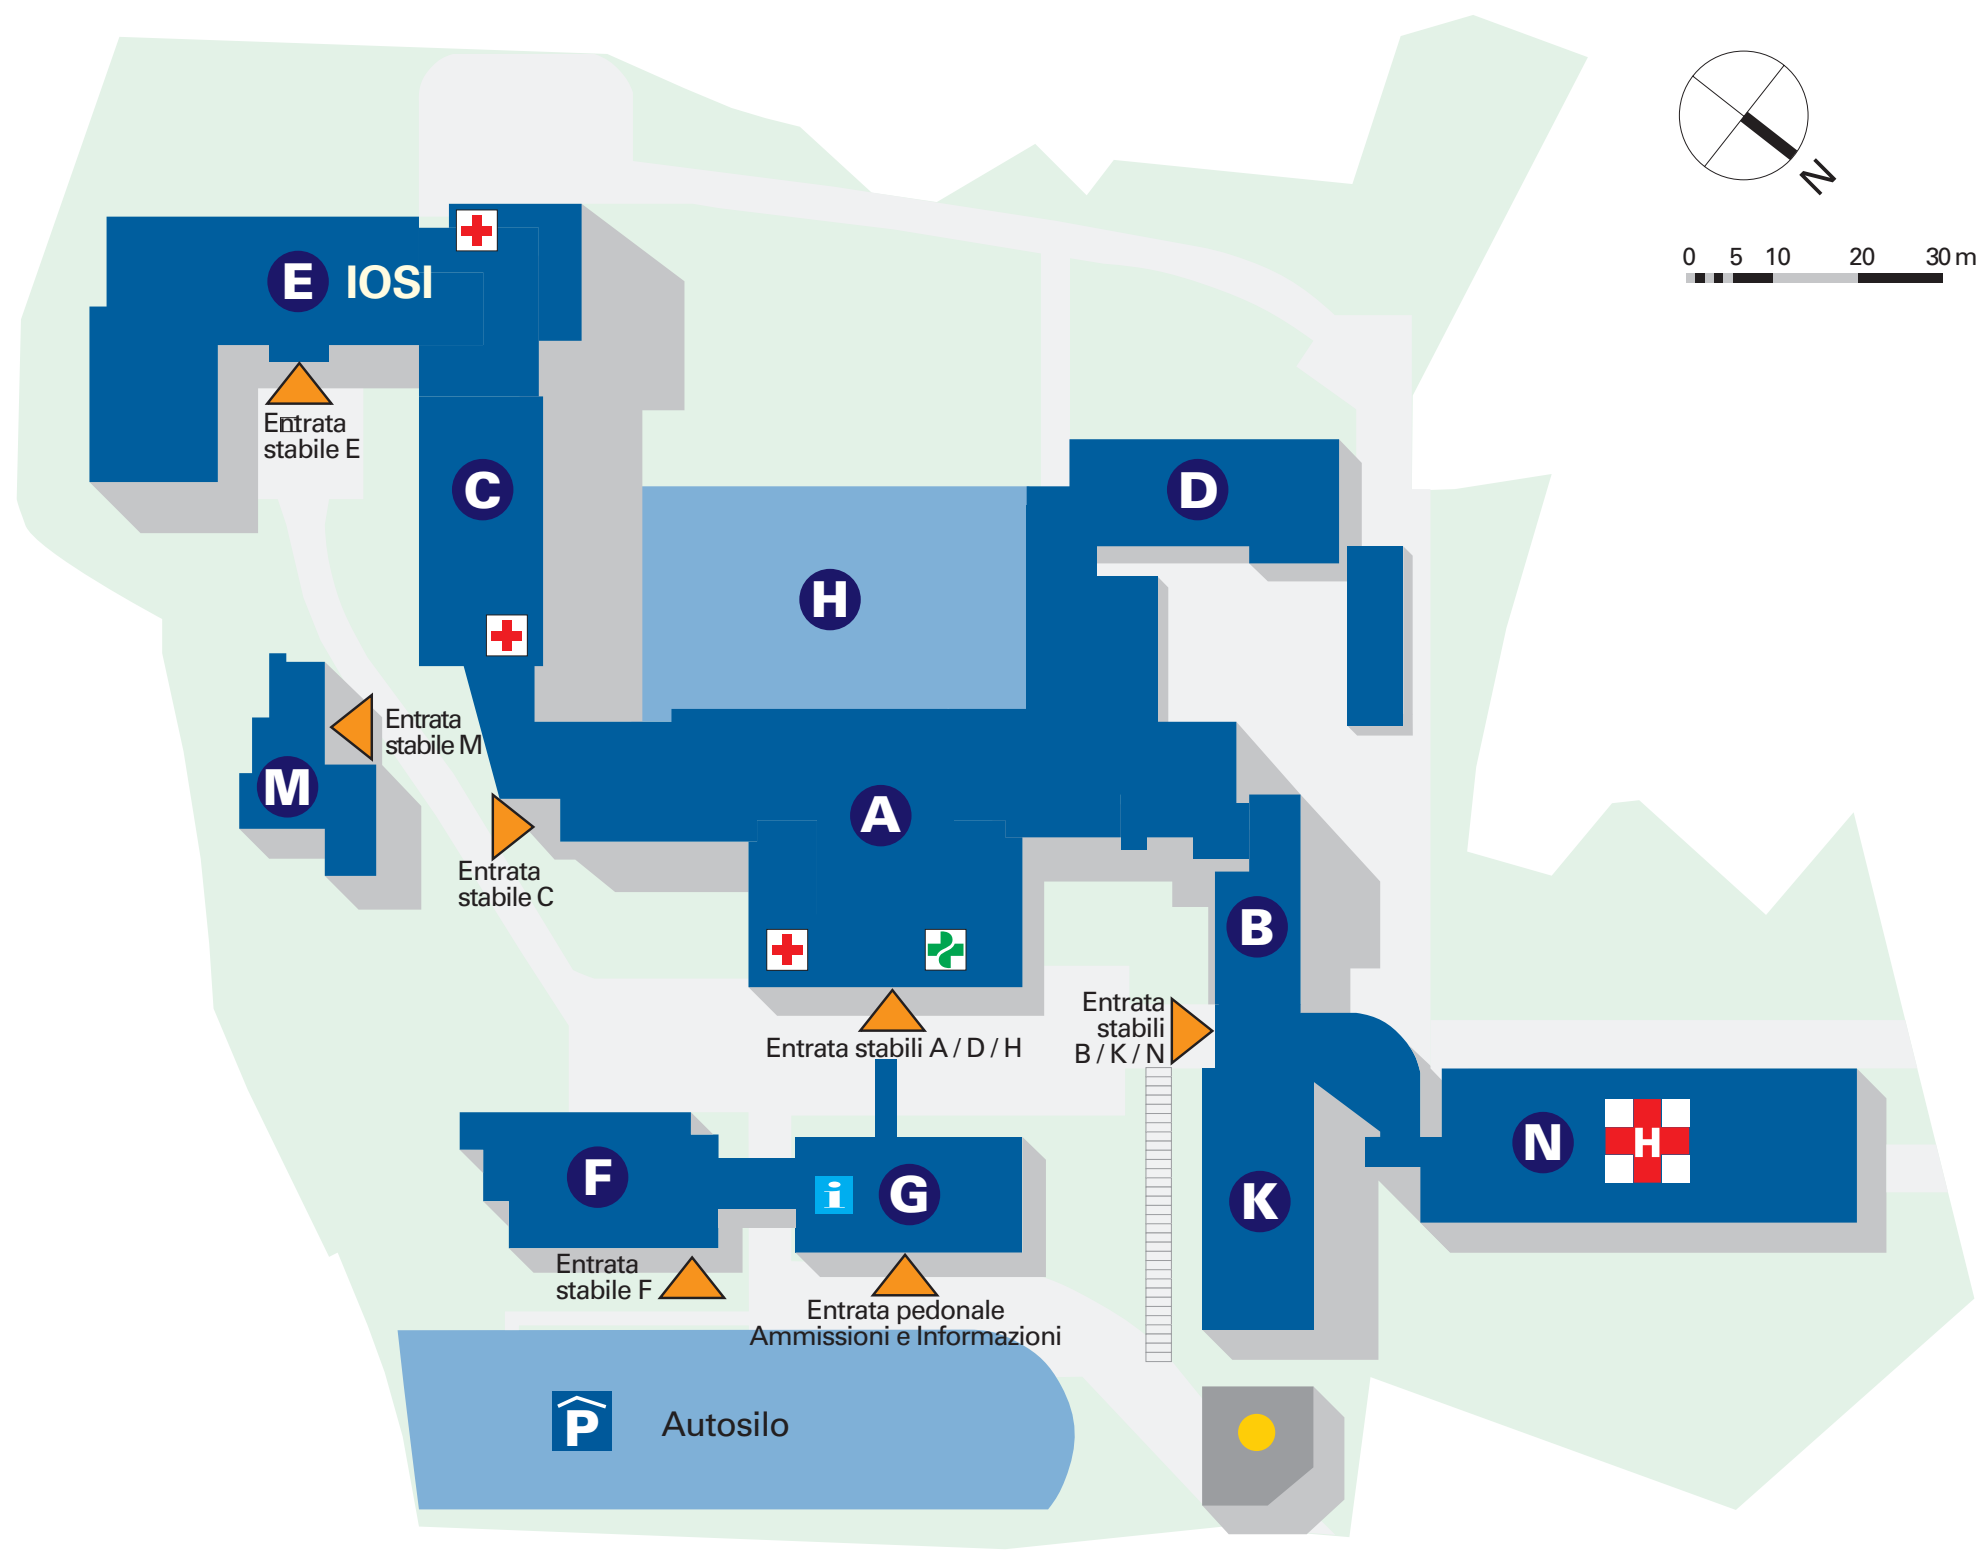 N
0 5 10 20 30 m
E IOSI
Entrata
stabile E
C
D
H
Entrata
stabile M
M
A
Entrata
stabile C
B
Entrata
stabili
B / K / N
Entrata stabili A / D / H
N H
F
i G
K
Entrata
stabile F
Entrata pedonale
Ammissioni e Informazioni
P Autosilo